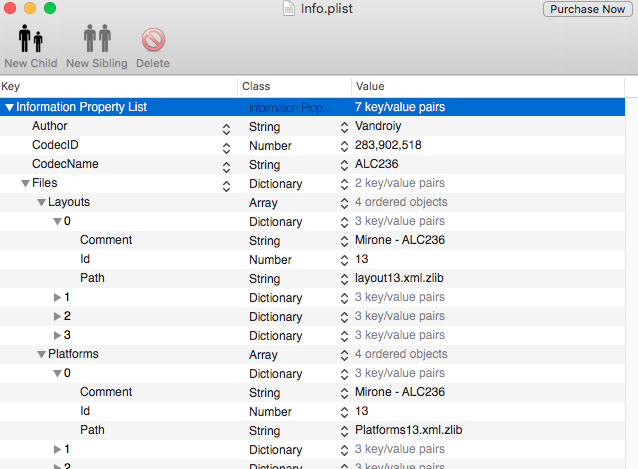 Info.plist
Purchase Now
New Child New Sibling Delete
Key Class Value
Information Property List Information Prop... 7 key/value pairs
Author String Vandroiy
CodecID Number 283,902,518
CodecName String ALC236
Files Dictionary 2 key/value pairs
Layouts Array 4 ordered objects
0 Dictionary 3 key/value pairs
Comment String Mirone - ALC236
Id Number 13
Path String layout13.xml.zlib
1 Dictionary 3 key/value pairs
2 Dictionary 3 key/value pairs
3 Dictionary 3 key/value pairs
Platforms Array 4 ordered objects
0 Dictionary 3 key/value pairs
Comment String Mirone - ALC236
Id Number 13
Path String Platforms13.xml.zlib
1 Dictionary 3 key/value pairs
2 Dictionary 3 key/value pairs